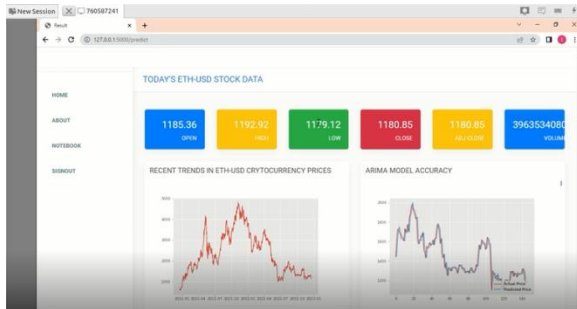 New Session
760587241
Result
127.0.0.1:5000/predict
TODAY'S ETH-USD STOCK DATA
HOME
ABOUT
NOTEBOOK
SIGNOUT
1185.36
OPEN
1192.92
HIGH
1179.12
LOW
1180.85
CLOSE
1180.85
ADJ CLOSE
3963534080
VOLUM
RECENT TRENDS IN ETH-USD CRYTOCURRENCY PRICES
ARIMA MODEL ACCURACY
Actual Price
Predicted Price